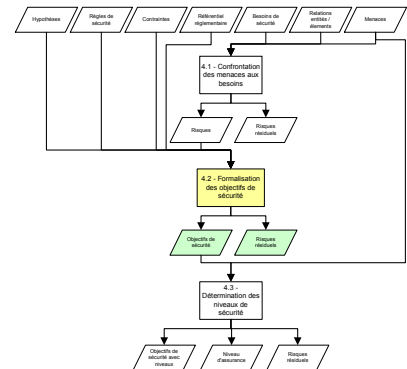 Hypothèses
Règles de
sécurité
Contraintes
Référentiel
réglementaire
Besoins de
sécurité
Relations
entités /
éléments
Menaces
4.1 - Confrontation
des menaces aux
besoins
Risques
Risques
résiduels
4.2 - Formalisation
des objectifs de
sécurité
Objectifs de
sécurité
Risques
résiduels
4.3 -
Détermination des
niveaux de
sécurité
Objectifs de
sécurité avec
niveaux
Niveau
d'assurance
Risques
résiduels